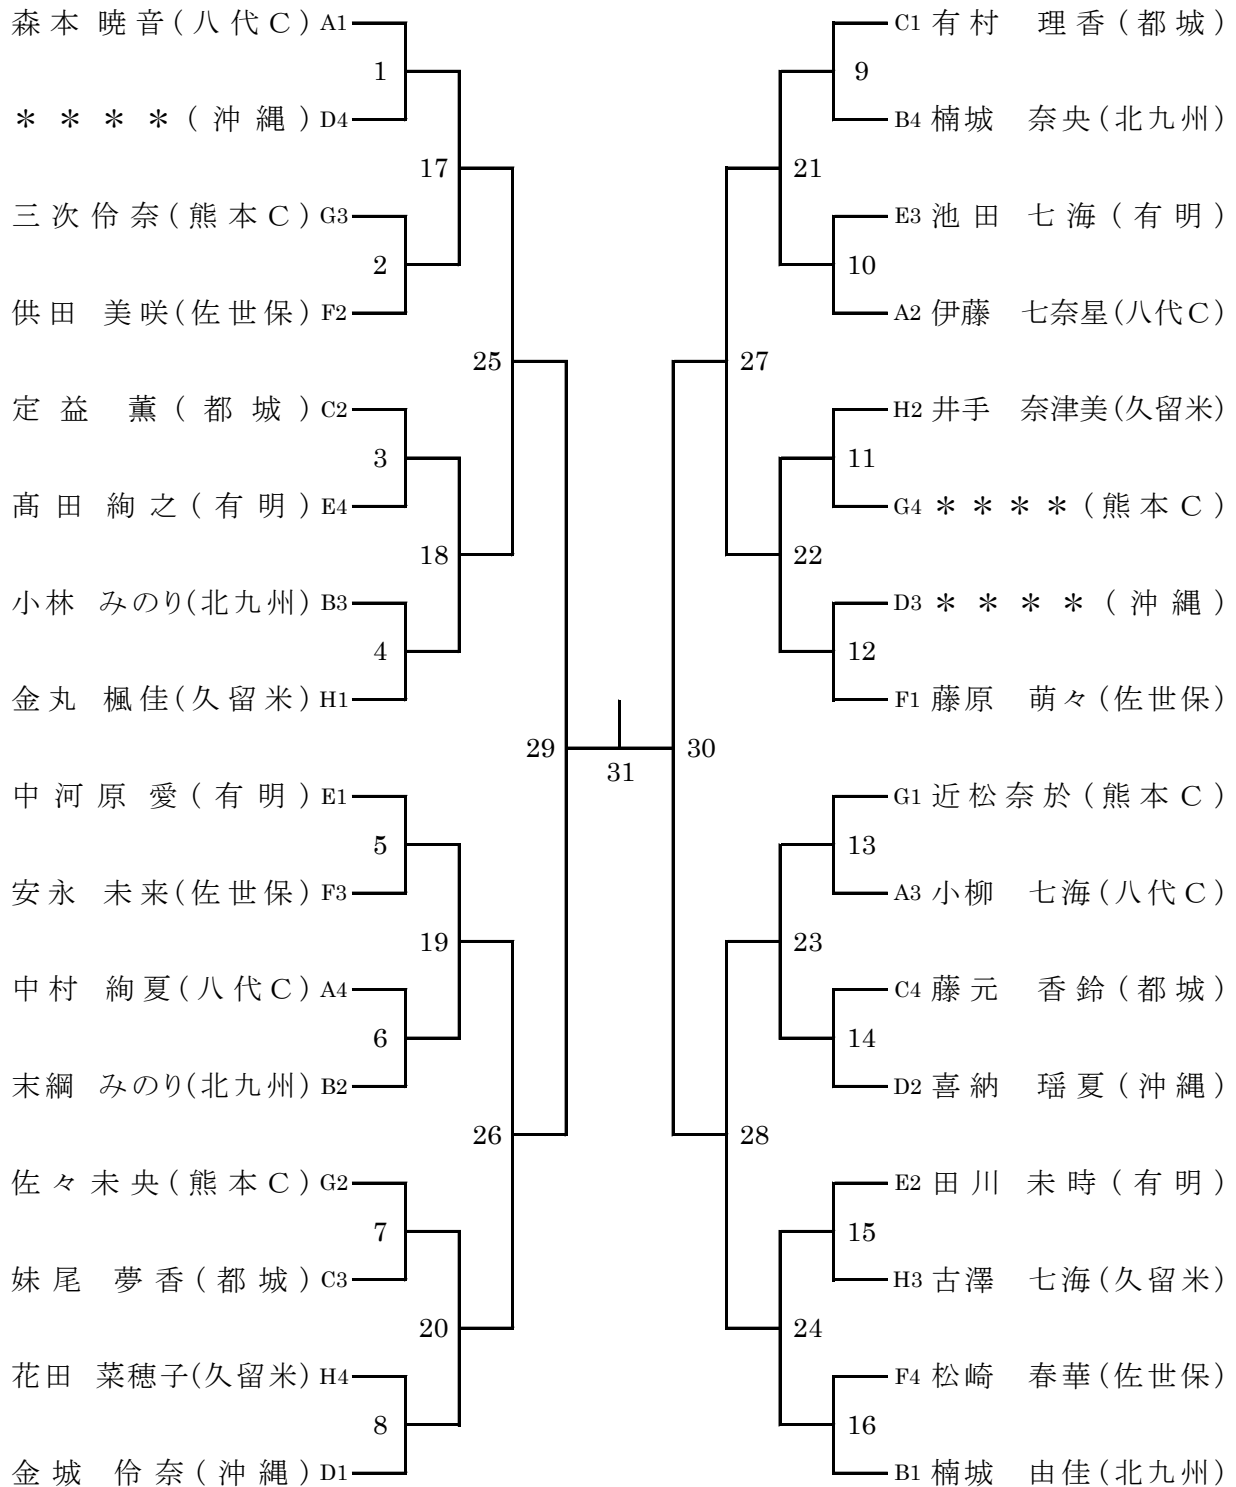 森本 暁音(八代C) A1
1
＊＊＊＊(沖縄) D4
17
三次伶奈(熊本C) G3
2
供田 美咲(佐世保) F2
25
定益 薫(都城) C2
3
髙田絢之(有明) E4
18
小林 みのり(北九州) B3
4
金丸 楓佳(久留米) H1
29
中河原愛(有明) E1
5
安永 未来(佐世保) F3
19
中村 絢夏(八代C) A4
6
末綱 みのり(北九州) B2
26
佐々未央(熊本C) G2
7
妹尾 夢香(都城) C3
20
花田 菜穂子(久留米) H4
8
金城 伶奈(沖縄) D1
31
C1 有村 理香(都城)
9
B4 楠城 奈央(北九州)
21
E3 池田 七海(有明)
10
A2 伊藤 七奈星(八代C)
27
H2 井手 奈津美(久留米)
11
G4 ＊＊＊＊(熊本C)
22
D3 ＊＊＊＊(沖縄)
12
F1 藤原 萌々(佐世保)
30
G1 近松奈於(熊本C)
13
A3 小柳 七海(八代C)
23
C4 藤元 香鈴(都城)
14
D2 喜納 瑶夏(沖縄)
28
E2 田川 未時(有明)
15
H3 古澤 七海(久留米)
24
F4 松崎 春華(佐世保)
16
B1 楠城 由佳(北九州)